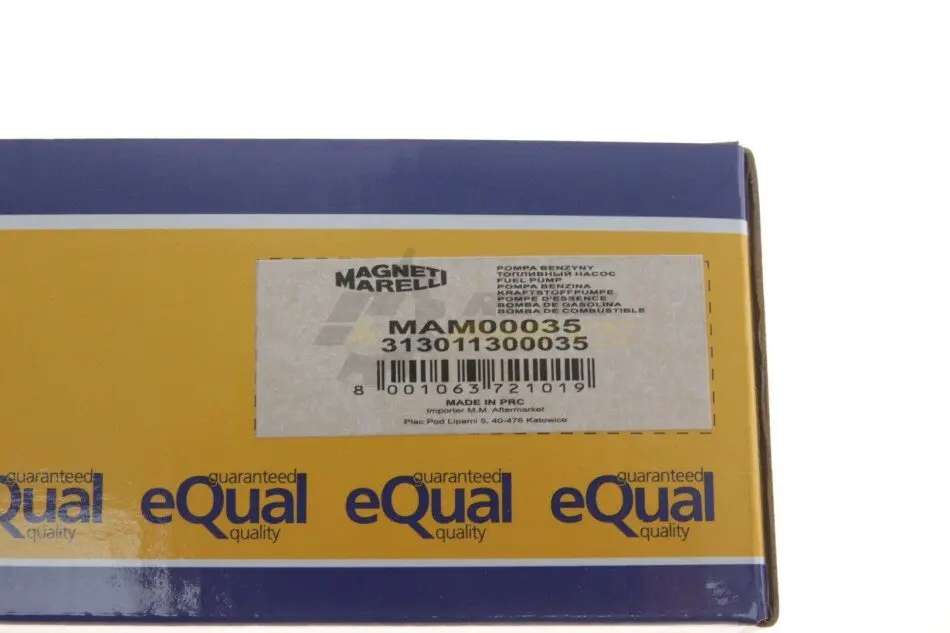 MAGNETI
MARELLI
POMPA BENZYNY
ТОПЛИВНЫЙ НАСОС
FUEL PUMP
POMPA BENZINA
KRAFTSTOFFPUMPE
POMPE D'ESSENCE
BOMBA DE GASOLINA
BOMBA DE COMBUSTIBLE
MAM00035
313011300035
8 001063 721019
MADE IN PRC
Importer M.M. Aftermarket
Plac Pod Lipami 5, 40-476 Katowice
guaranteed guaranteed guaranteed guaranteed
eQual eQual eQual eQual
quality quality quality quality